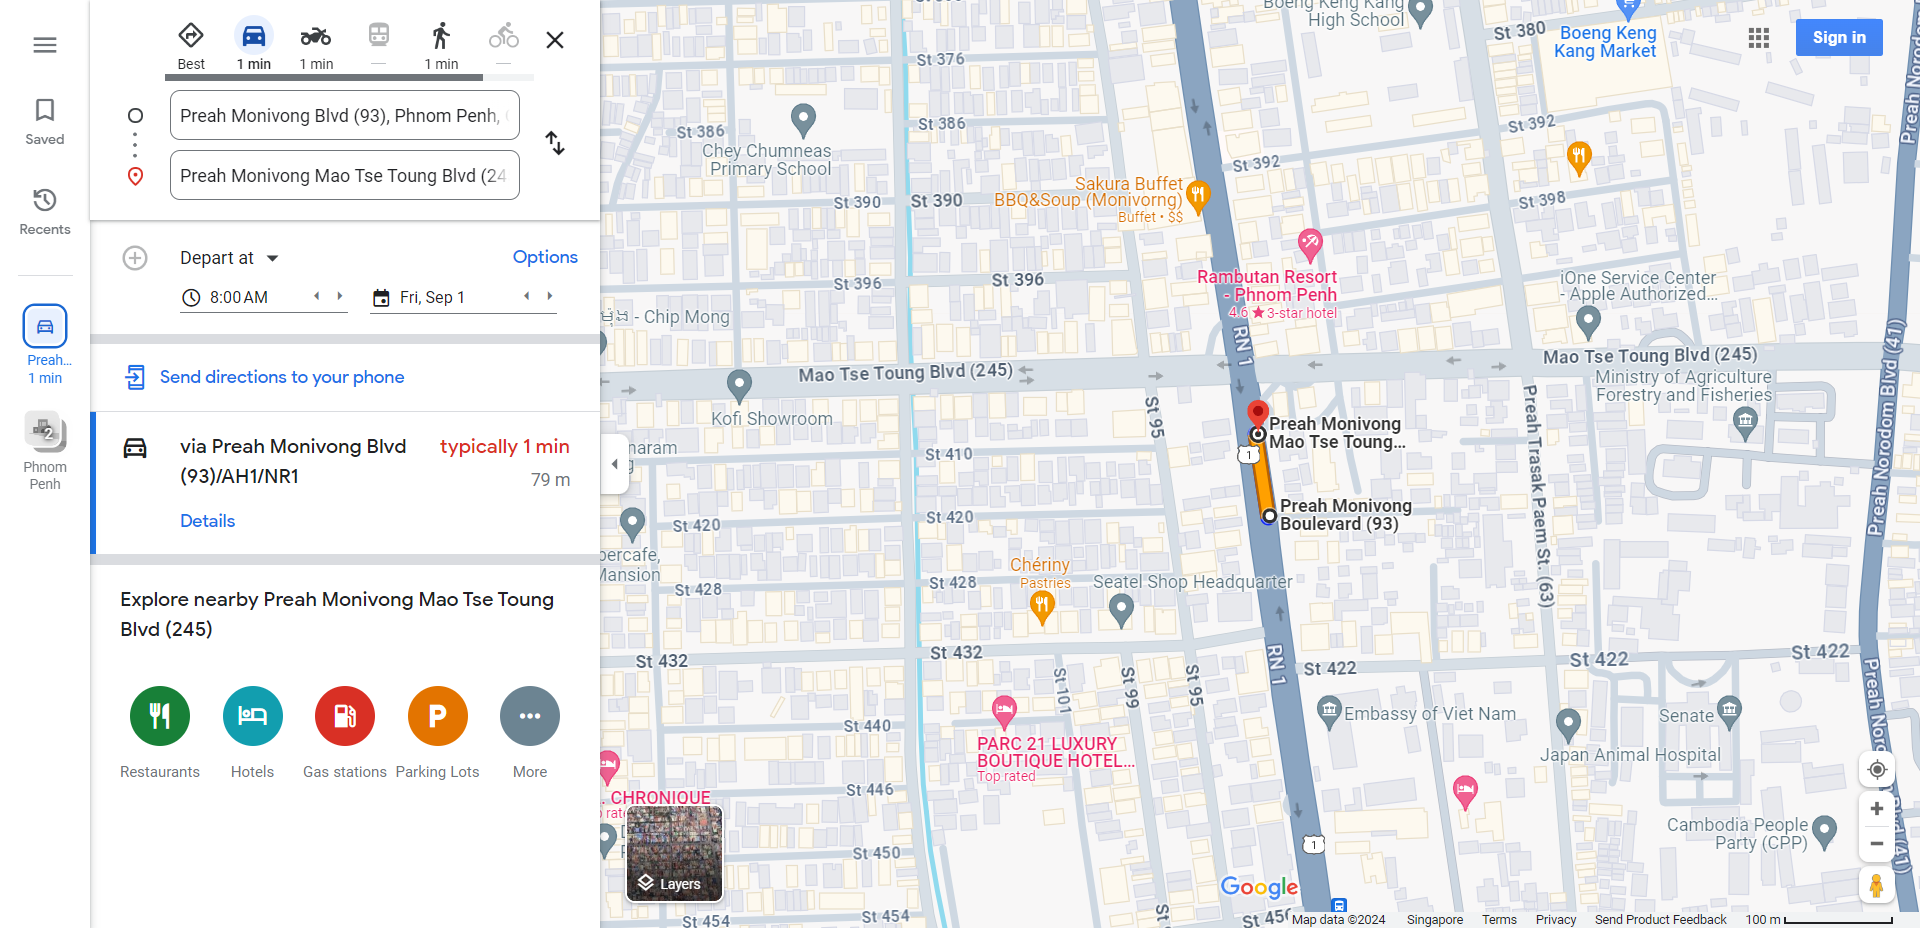 Saved
Recents
Preah...
1 min
2
Phnom
Penh
Best
1 min
1 min
—
1 min
—
Preah Monivong Blvd (93), Phnom Penh,
Preah Monivong Mao Tse Toung Blvd (24
Depart at
Options
8:00 AM
Fri, Sep 1
Send directions to your phone
via Preah Monivong Blvd
(93)/AH1/NR1
typically 1 min
79 m
Details
Explore nearby Preah Monivong Mao Tse Toung
Blvd (245)
P
Restaurants
Hotels
Gas stations
Parking Lots
More
Boeng Keng Kang
High School
St 380
Boeng Keng
Kang Market
Sign in
Preah Norodom
St 376
St 386
St 386
Chey Chumneas
Primary School
St 392
St 392
Sakura Buffet
BBQ&Soup (Monivorng)
Buffet • $$
St 390
St 390
St 398
Rambutan Resort
- Phnom Penh
4.6 ★ 3-star hotel
St 396
St 396
iOne Service Center
- Apple Authorized...
ម៉ុង - Chip Mong
RN 1
Mao Tse Toung Blvd (245)
Mao Tse Toung Blvd (245)
Ministry of Agriculture
Forestry and Fisheries
Preah Norodom Blvd (41)
Kofi Showroom
St 95
Preah Trasak Paem St. (63)
Preah Monivong
Mao Tse Toung...
1
naram
g
St 410
Preah Monivong
Boulevard (93)
St 420
St 420
percafe,
Mansion
Chériny
Pastries
Seatel Shop Headquarter
St 428
St 428
St 432
St 432
RN 1
St 422
St 422
St 422
St 101
St 99
St 95
Embassy of Viet Nam
Senate
Japan Animal Hospital
St 440
PARC 21 LUXURY
BOUTIQUE HOTEL...
Top rated
St 446
. CHRONIQUE
St 450
1
Cambodia People
Party (CPP)
Layers
St 454
St 454
St
Google
Map data ©2024
Singapore
Terms
Privacy
Send Product Feedback
100 m